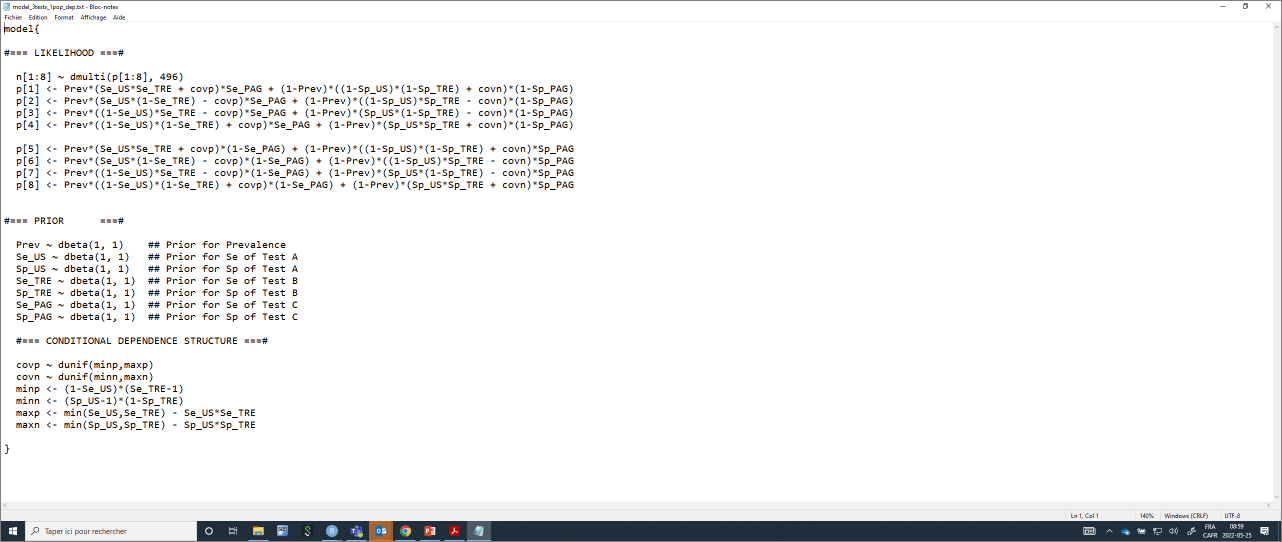 model_3tests_1pop_dep.txt - Bloc-notes
Fichier Edition Format Affichage Aide
model{
#=== LIKELIHOOD ===#
n[1:8] ~ dmulti(p[1:8], 496)
p[1] <- Prev*(Se_US*Se_TRE + covp)*Se_PAG + (1-Prev)*((1-Sp_US)*(1-Sp_TRE) + covn)*(1-Sp_PAG)
p[2] <- Prev*(Se_US*(1-Se_TRE) - covp)*Se_PAG + (1-Prev)*((1-Sp_US)*Sp_TRE - covn)*(1-Sp_PAG)
p[3] <- Prev*((1-Se_US)*Se_TRE - covp)*Se_PAG + (1-Prev)*(Sp_US*(1-Sp_TRE) - covn)*(1-Sp_PAG)
p[4] <- Prev*((1-Se_US)*(1-Se_TRE) + covp)*Se_PAG + (1-Prev)*(Sp_US*Sp_TRE + covn)*(1-Sp_PAG)
p[5] <- Prev*(Se_US*Se_TRE + covp)*(1-Se_PAG) + (1-Prev)*((1-Sp_US)*(1-Sp_TRE) + covn)*Sp_PAG
p[6] <- Prev*(Se_US*(1-Se_TRE) - covp)*(1-Se_PAG) + (1-Prev)*((1-Sp_US)*Sp_TRE - covn)*Sp_PAG
p[7] <- Prev*((1-Se_US)*Se_TRE - covp)*(1-Se_PAG) + (1-Prev)*(Sp_US*(1-Sp_TRE) - covn)*Sp_PAG
p[8] <- Prev*((1-Se_US)*(1-Se_TRE) + covp)*(1-Se_PAG) + (1-Prev)*(Sp_US*Sp_TRE + covn)*Sp_PAG
#=== PRIOR ===#
Prev ~ dbeta(1, 1) ## Prior for Prevalence
Se_US ~ dbeta(1, 1) ## Prior for Se of Test A
Sp_US ~ dbeta(1, 1) ## Prior for Sp of Test A
Se_TRE ~ dbeta(1, 1) ## Prior for Se of Test B
Sp_TRE ~ dbeta(1, 1) ## Prior for Sp of Test B
Se_PAG ~ dbeta(1, 1) ## Prior for Se of Test C
Sp_PAG ~ dbeta(1, 1) ## Prior for Sp of Test C
#=== CONDITIONAL DEPENDENCE STRUCTURE ===#
covp ~ dunif(minp,maxp)
covn ~ dunif(minn,maxn)
minp <- (1-Se_US)*(Se_TRE-1)
minn <- (Sp_US-1)*(1-Sp_TRE)
maxp <- min(Se_US,Se_TRE) - Se_US*Se_TRE
maxn <- min(Sp_US,Sp_TRE) - Sp_US*Sp_TRE
}
Ln 1, Col 1 140% Windows (CRLF) UTF-8
Taper ici pour rechercher
FRA 08:59
CAFR 2022-05-25